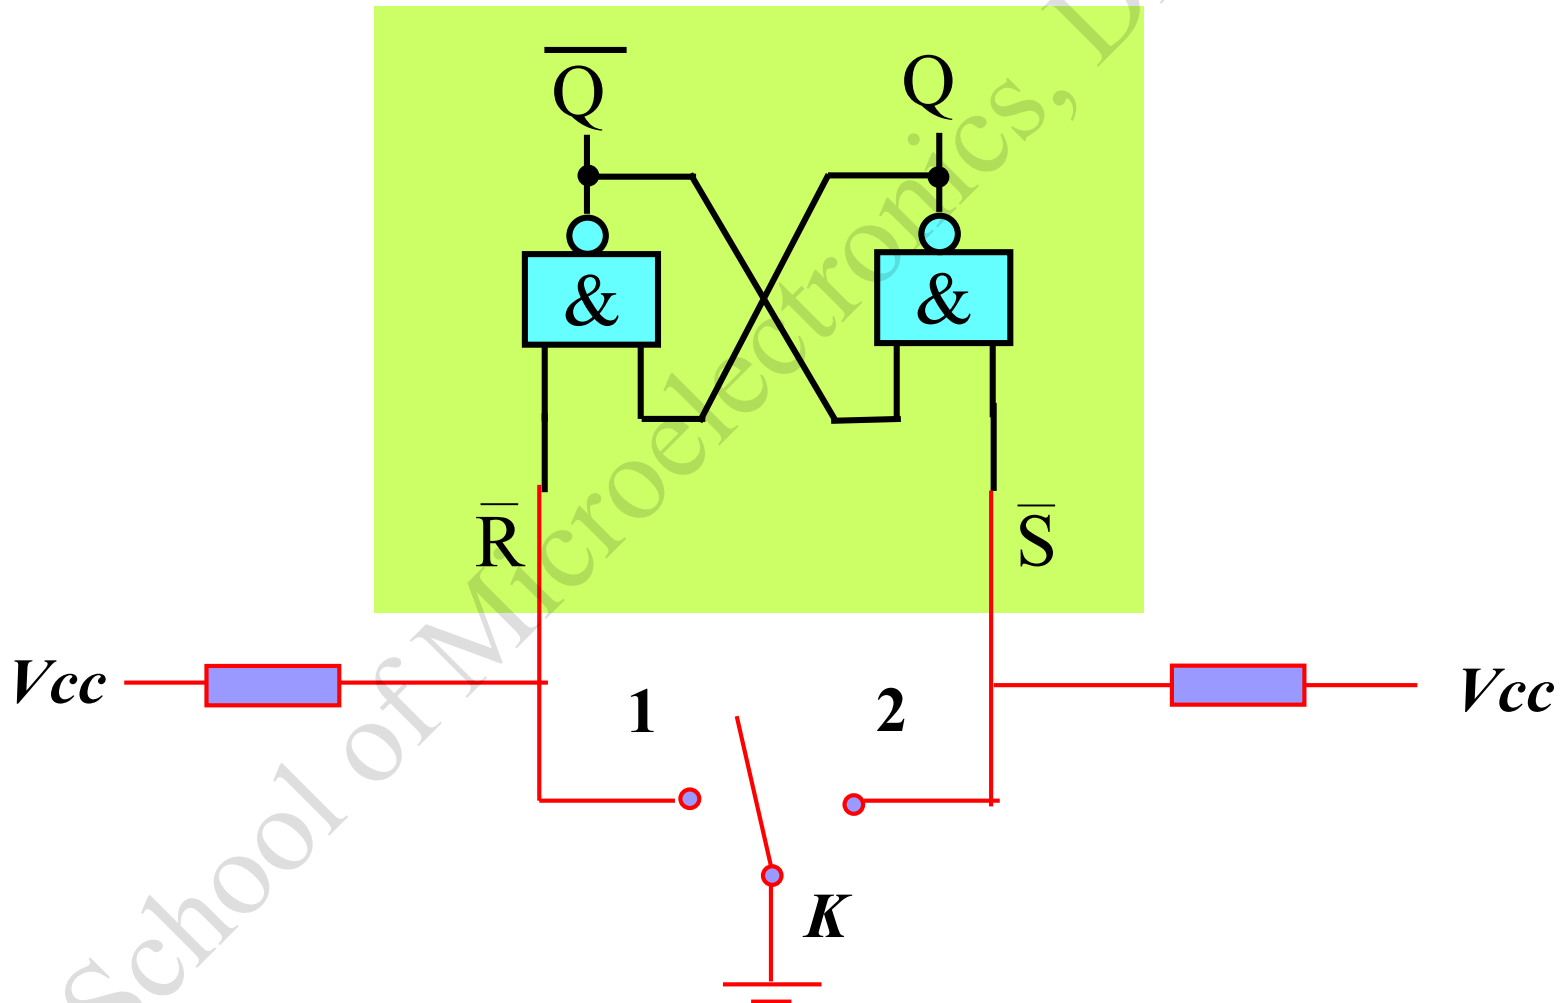 Q̅ Q
& &
R̅ S̅
Vcc 1 2 Vcc
K
School of Microelectronics, D